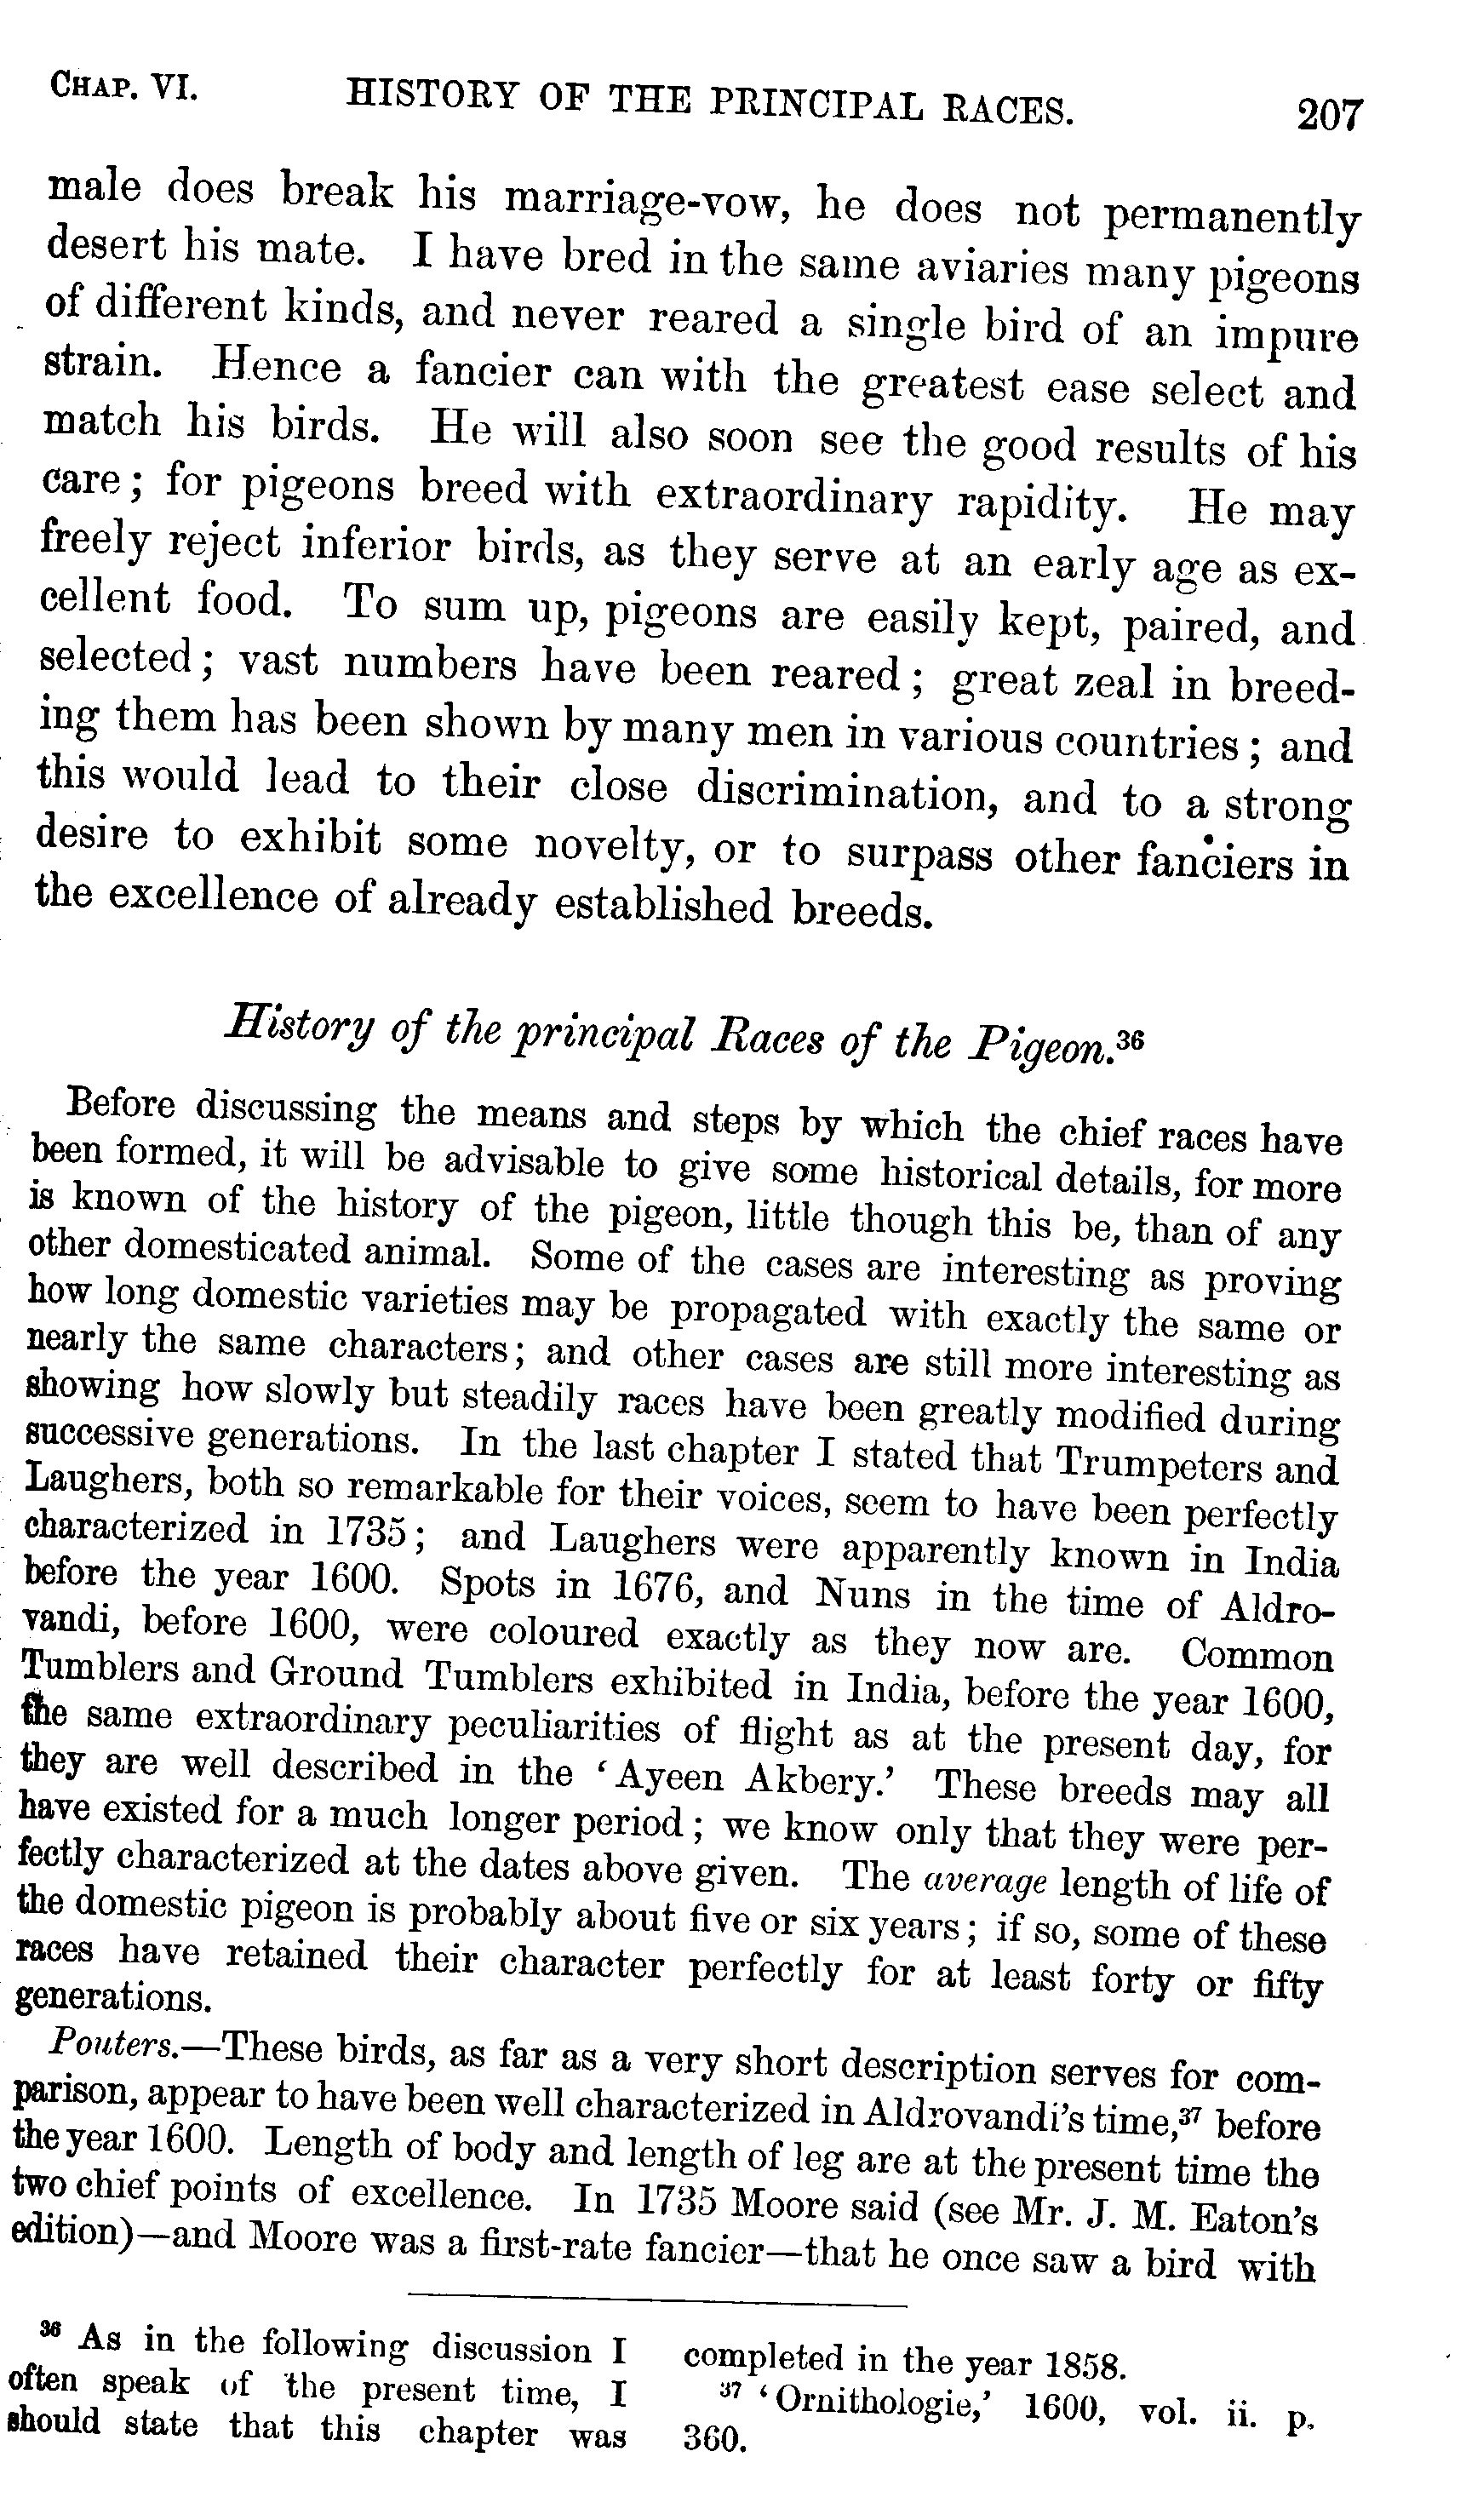 CHAP. VI. HISTORY OF THE PRINCIPAL RACES. 207
male does break his marriage-vow, he does not permanently
desert his mate. I have bred in the same aviaries many pigeons
of different kinds, and never reared a single bird of an impure
strain. Hence a fancier can with the greatest ease select and
match his birds. He will also soon see the good results of his
care; for pigeons breed with extraordinary rapidity. He may
freely reject inferior birds, as they serve at an early age as ex-
cellent food. To sum up, pigeons are easily kept, paired, and
selected; vast numbers have been reared; great zeal in breed-
ing them has been shown by many men in various countries; and
this would lead to their close discrimination, and to a strong
desire to exhibit some novelty, or to surpass other fanciers in
the excellence of already established breeds.
History of the principal Races of the Pigeon.36
Before discussing the means and steps by which the chief races have
been formed, it will be advisable to give some historical details, for more
is known of the history of the pigeon, little though this be, than of any
other domesticated animal. Some of the cases are interesting as proving
how long domestic varieties may be propagated with exactly the same or
nearly the same characters; and other cases are still more interesting as
showing how slowly but steadily races have been greatly modified during
successive generations. In the last chapter I stated that Trumpeters and
Laughers, both so remarkable for their voices, seem to have been perfectly
characterized in 1735; and Laughers were apparently known in India
before the year 1600. Spots in 1676, and Nuns in the time of Aldro-
vandi, before 1600, were coloured exactly as they now are. Common
Tumblers and Ground Tumblers exhibited in India, before the year 1600,
the same extraordinary peculiarities of flight as at the present day, for
they are well described in the 'Ayeen Akbery.' These breeds may all
have existed for a much longer period; we know only that they were per-
fectly characterized at the dates above given. The average length of life of
the domestic pigeon is probably about five or six years; if so, some of these
races have retained their character perfectly for at least forty or fifty
generations.
Pouters.—These birds, as far as a very short description serves for com-
parison, appear to have been well characterized in Aldrovandi's time,37 before
the year 1600. Length of body and length of leg are at the present time the
two chief points of excellence. In 1735 Moore said (see Mr. J. M. Eaton's
edition)—and Moore was a first-rate fancier—that he once saw a bird with
36 As in the following discussion I
often speak of the present time, I
should state that this chapter was
completed in the year 1858.
37 'Ornithologie,' 1600, vol. ii. p.
360.